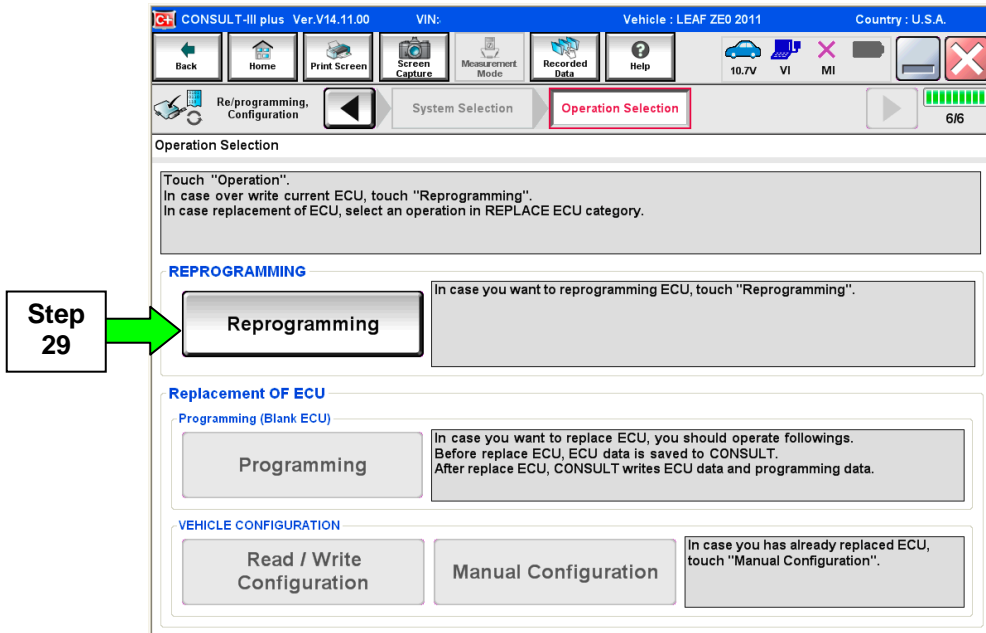 C+ CONSULT-III plus Ver.V14.11.00 VIN: Vehicle : LEAF ZE0 2011 Country : U.S.A.
Back Home Print Screen Screen Capture Measurement Mode Recorded Data Help 10.7V VI MI
Re/programming, Configuration System Selection Operation Selection 6/6
Operation Selection
Touch "Operation".
In case over write current ECU, touch "Reprogramming".
In case replacement of ECU, select an operation in REPLACE ECU category.
REPROGRAMMING
Step
29
Reprogramming
In case you want to reprogramming ECU, touch "Reprogramming".
Replacement OF ECU
Programming (Blank ECU)
Programming
In case you want to replace ECU, you should operate followings.
Before replace ECU, ECU data is saved to CONSULT.
After replace ECU, CONSULT writes ECU data and programming data.
VEHICLE CONFIGURATION
Read / Write
Configuration
Manual Configuration
In case you has already replaced ECU,
touch "Manual Configuration".